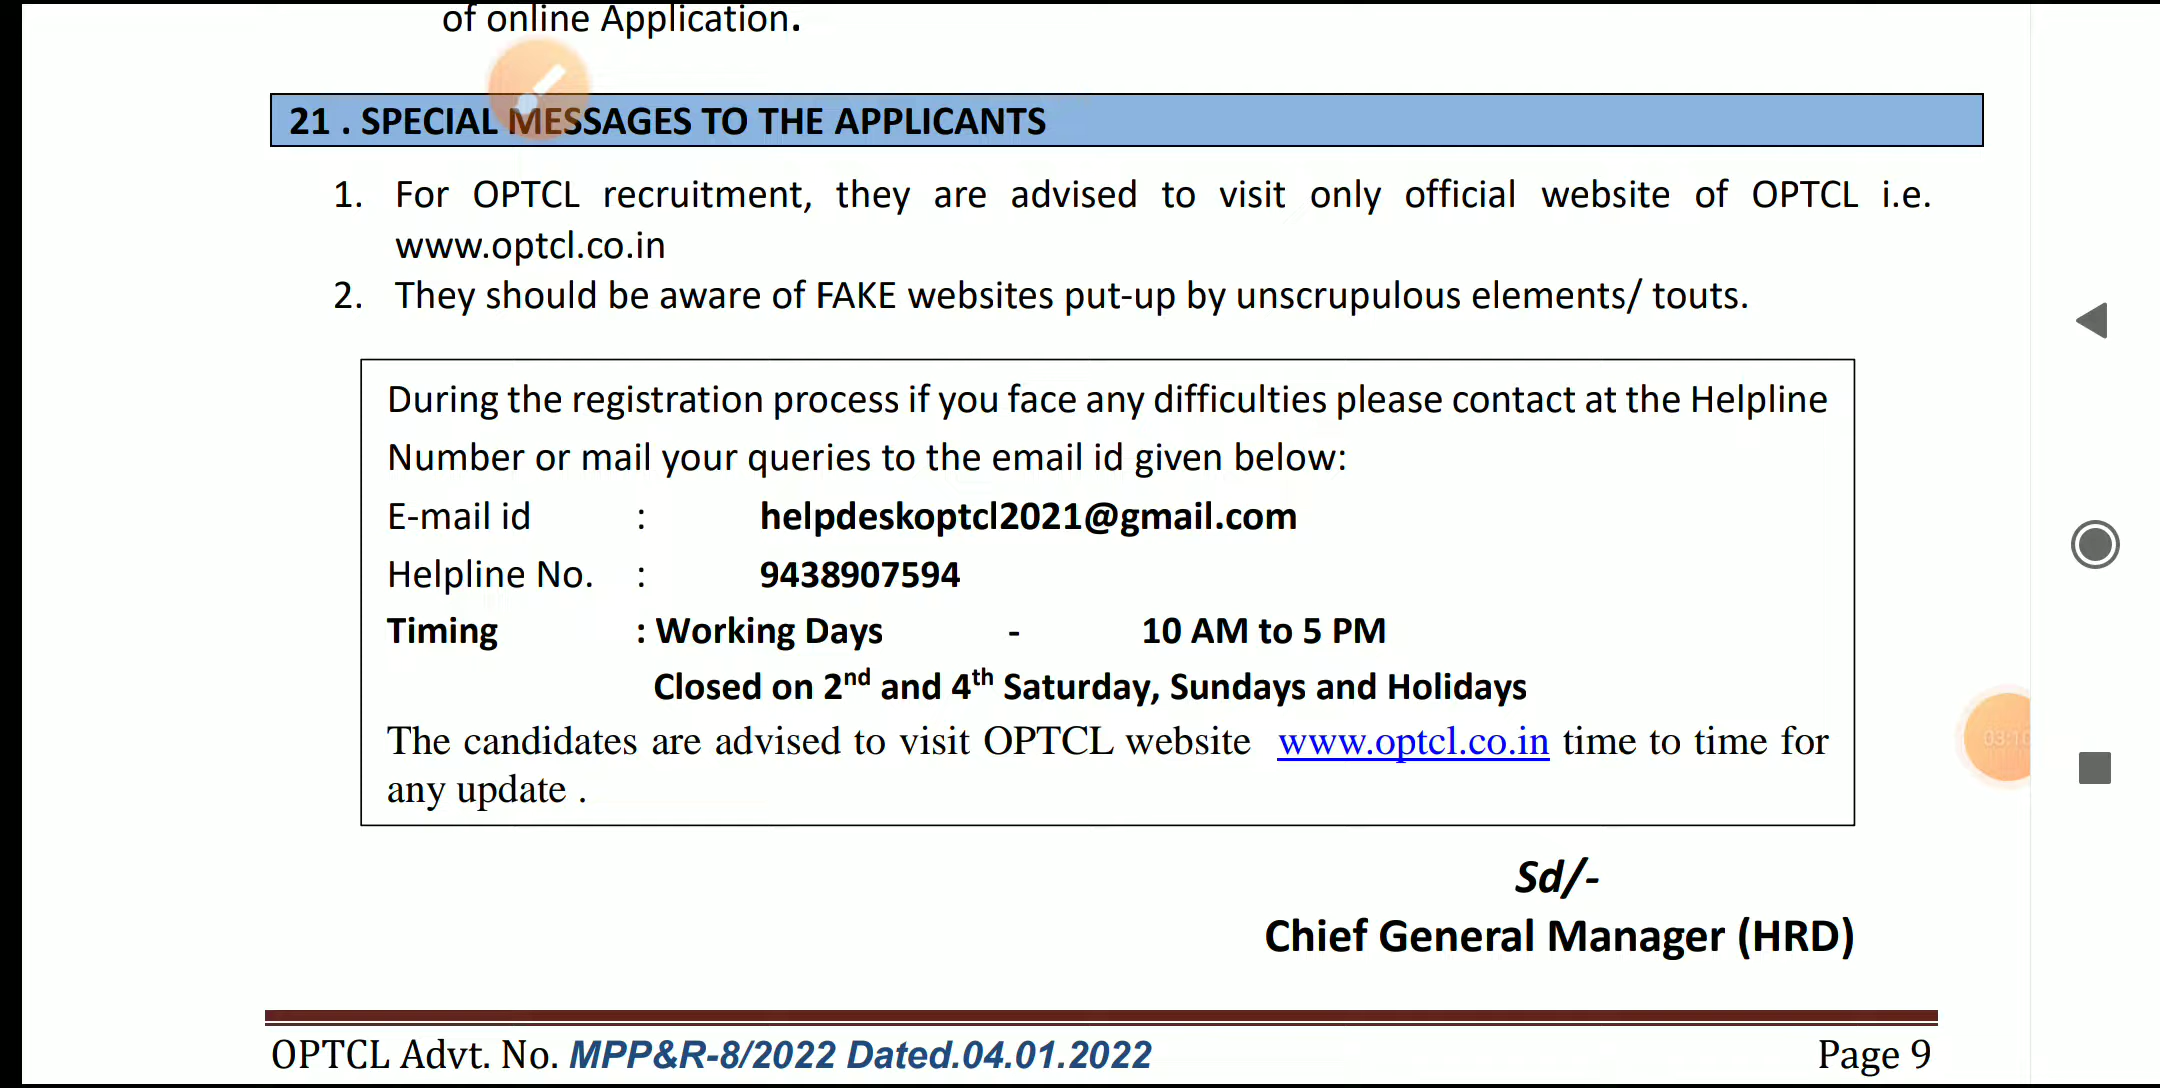 of online Application.
21 . SPECIAL MESSAGES TO THE APPLICANTS
1. For OPTCL recruitment, they are advised to visit only official website of OPTCL i.e.
www.optcl.co.in
2. They should be aware of FAKE websites put-up by unscrupulous elements/ touts.
During the registration process if you face any difficulties please contact at the Helpline
Number or mail your queries to the email id given below:
E-mail id : helpdeskoptcl2021@gmail.com
Helpline No. : 9438907594
Timing : Working Days - 10 AM to 5 PM
Closed on 2nd and 4th Saturday, Sundays and Holidays
The candidates are advised to visit OPTCL website www.optcl.co.in time to time for
any update .
Sd/-
Chief General Manager (HRD)
OPTCL Advt. No. MPP&R-8/2022 Dated.04.01.2022 Page 9